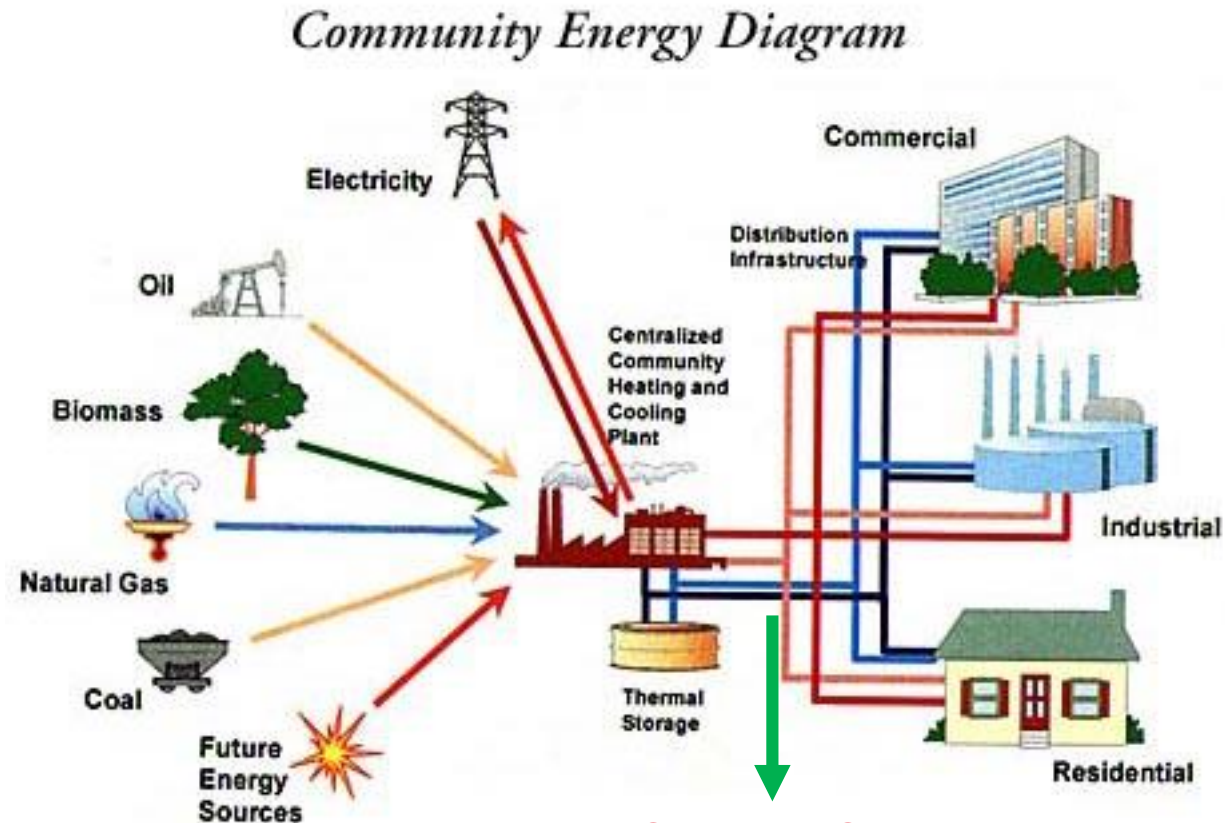 Community Energy Diagram
Electricity
Commercial
Distribution
Infrastructure
Oil
Centralized
Community
Heating and
Cooling
Plant
Biomass
Natural Gas
Industrial
Coal
Thermal
Storage
Future
Energy
Sources
Residential